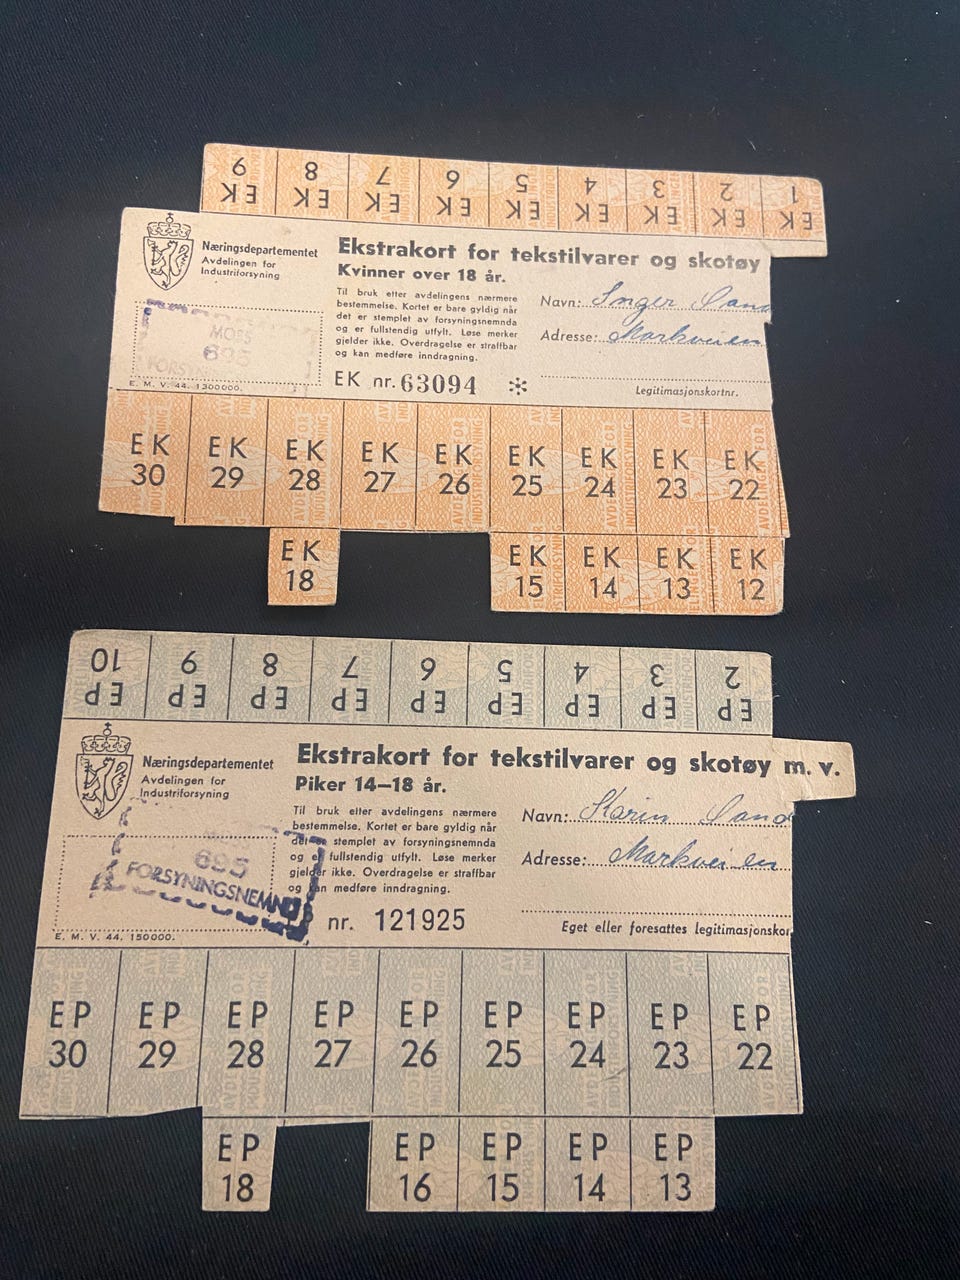 EK 9 EK 8 EK 7 EK 6 EK 5 EK 4 EK 3 EK 2 EK 1
Næringsdepartementet
Avdelingen for
Industriforsyning
Ekstrakort for tekstilvarer og skotøy
Kvinner over 18 år.
Til bruk etter avdelingens nærmere
bestemmelse. Kortet er bare gyldig når
det er stemplet av forsyningsnemnda
og er fullstendig utfylt. Løse merker
gjelder ikke. Overdragelse er straffbar
og kan medføre inndragning.
EK nr. 63094 *
Navn: Inger Sand
Adresse: Markveien
Legitimasjonskortnr.
MOSS
695
FORSY
E. M. V. 44. 1300000.
EK 30 EK 29 EK 28 EK 27 EK 26 EK 25 EK 24 EK 23 EK 22
EK 18 EK 15 EK 14 EK 13 EK 12
EP 10 EP 9 EP 8 EP 7 EP 6 EP 5 EP 4 EP 3 EP 2
Næringsdepartementet
Avdelingen for
Industriforsyning
Ekstrakort for tekstilvarer og skotøy m. v.
Piker 14—18 år.
Til bruk etter avdelingens nærmere
bestemmelse. Kortet er bare gyldig når
det er stemplet av forsyningsnemnda
og er fullstendig utfylt. Løse merker
gjelder ikke. Overdragelse er straffbar
og kan medføre inndragning.
nr. 121925
Navn: Karin Sand
Adresse: Markveien
Eget eller foresattes legitimasjonskor
695
FORSYNINGSNEMND
E. M. V. 44. 150000.
EP 30 EP 29 EP 28 EP 27 EP 26 EP 25 EP 24 EP 23 EP 22
EP 18 EP 16 EP 15 EP 14 EP 13